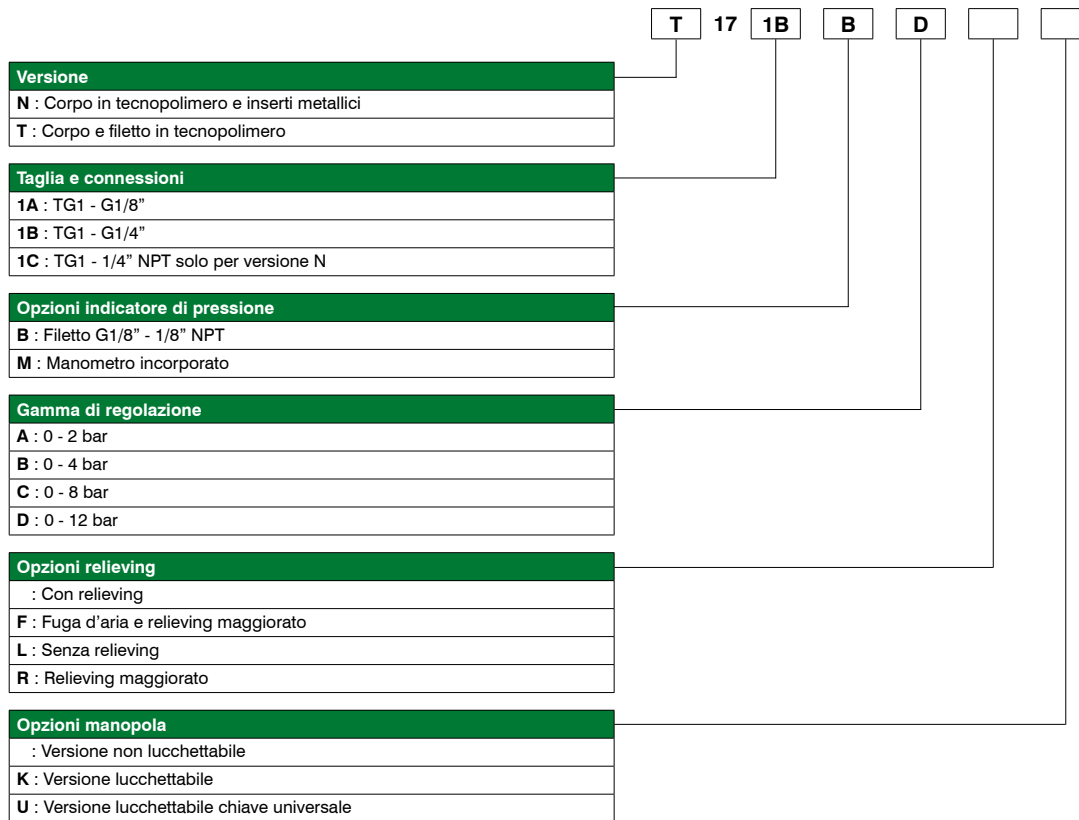 T 17 1B B D
Versione
N : Corpo in tecnopolimero e inserti metallici
T : Corpo e filetto in tecnopolimero
Taglia e connessioni
1A : TG1 - G1/8”
1B : TG1 - G1/4”
1C : TG1 - 1/4” NPT solo per versione N
Opzioni indicatore di pressione
B : Filetto G1/8” - 1/8” NPT
M : Manometro incorporato
Gamma di regolazione
A : 0 - 2 bar
B : 0 - 4 bar
C : 0 - 8 bar
D : 0 - 12 bar
Opzioni relieving
: Con relieving
F : Fuga d’aria e relieving maggiorato
L : Senza relieving
R : Relieving maggiorato
Opzioni manopola
: Versione non lucchettabile
K : Versione lucchettabile
U : Versione lucchettabile chiave universale